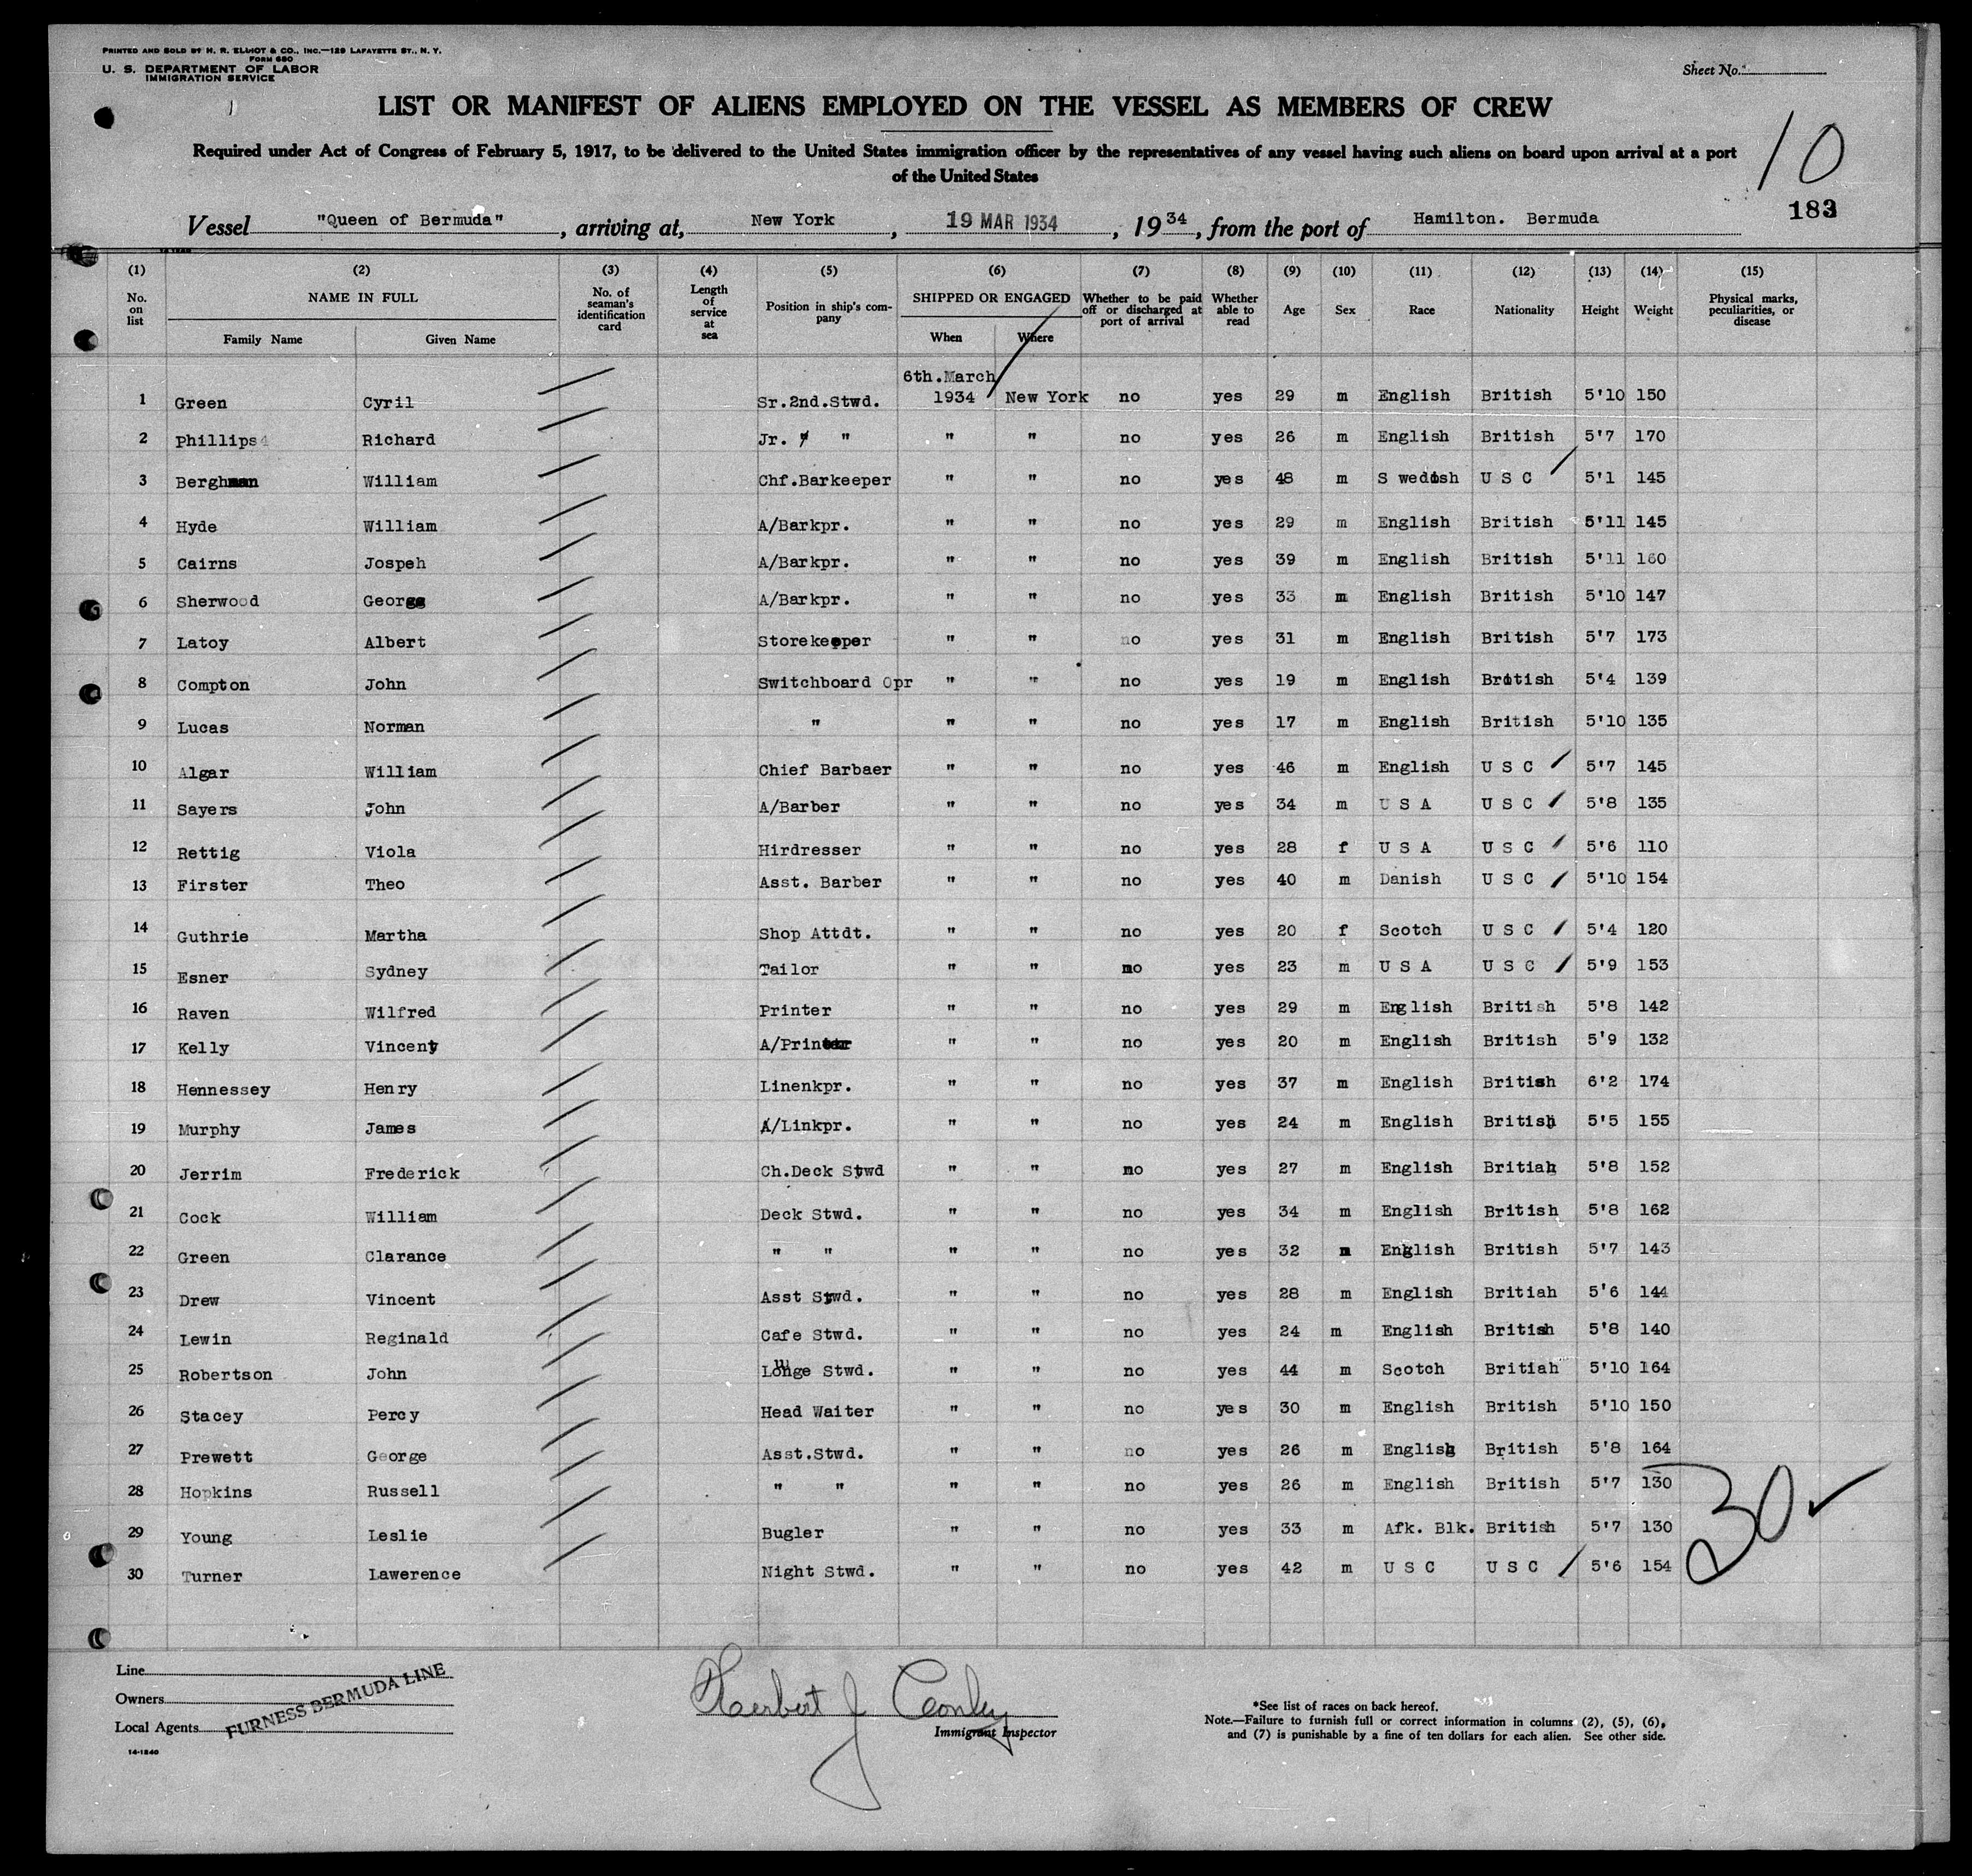 PRINTED AND SOLD BY H. R. ELLIOT & CO., INC.—129 LAFAYETTE ST., N. Y.
FORM 680
U. S. DEPARTMENT OF LABOR
IMMIGRATION SERVICE
Sheet No.
LIST OR MANIFEST OF ALIENS EMPLOYED ON THE VESSEL AS MEMBERS OF CREW
Required under Act of Congress of February 5, 1917, to be delivered to the United States immigration officer by the representatives of any vessel having such aliens on board upon arrival at a port
of the United States
10
183
Vessel "Queen of Bermuda", arriving at, New York, 19 MAR 1934, 1934, from the port of Hamilton. Bermuda
(1) (2) (3) (4) (5) (6) (7) (8) (9) (10) (11) (12) (13) (14) (15)
No. on list NAME IN FULL Family Name Given Name No. of seaman's identification card Length of service at sea Position in ship's company SHIPPED OR ENGAGED When Where Whether to be paid off or discharged at port of arrival Whether able to read Age Sex Race Nationality Height Weight Physical marks, peculiarities, or disease
6th.March
1 Green Cyril Sr.2nd.Stwd. 1934 New York no yes 29 m English British 5'10 150
2 Phillips Richard Jr. " " " " no yes 26 m English British 5'7 170
3 Bergh William Chf.Barkeeper " " no yes 48 m S wedish U S C 5'1 145
4 Hyde William A/Barkpr. " " no yes 29 m English British 5'11 145
5 Cairns Jospeh A/Barkpr. " " no yes 39 m English British 5'11 160
6 Sherwood George A/Barkpr. " " no yes 33 m English British 5'10 147
7 Latoy Albert Storekeeper " " no yes 31 m English British 5'7 173
8 Compton John Switchboard Opr " " no yes 19 m English British 5'4 139
9 Lucas Norman " " " no yes 17 m English British 5'10 135
10 Algar William Chief Barbaer " " no yes 46 m English U S C 5'7 145
11 Sayers John A/Barber " " no yes 34 m U S A U S C 5'8 135
12 Rettig Viola Hirdresser " " no yes 28 f U S A U S C 5'6 110
13 Firster Theo Asst. Barber " " no yes 40 m Danish U S C 5'10 154
14 Guthrie Martha Shop Attdt. " " no yes 20 f Scotch U S C 5'4 120
15 Esner Sydney Tailor " " no yes 23 m U S A U S C 5'9 153
16 Raven Wilfred Printer " " no yes 29 m English British 5'8 142
17 Kelly Vincent A/Printer " " no yes 20 m English British 5'9 132
18 Hennessey Henry Linenkpr. " " no yes 37 m English British 6'2 174
19 Murphy James A/Linkpr. " " no yes 24 m English British 5'5 155
20 Jerrim Frederick Ch.Deck Stwd " " no yes 27 m English Britiah 5'8 152
21 Cock William Deck Stwd. " " no yes 34 m English British 5'8 162
22 Green Clarance " " " " no yes 32 m English British 5'7 143
23 Drew Vincent Asst Stwd. " " no yes 28 m English Britiah 5'6 144
24 Lewin Reginald Cafe Stwd. " " no yes 24 m English British 5'8 140
25 Robertson John Lounge Stwd. " " no yes 44 m Scotch Britiah 5'10 164
26 Stacey Percy Head Waiter " " no yes 30 m English British 5'10 150
27 Prewett George Asst.Stwd. " " no yes 26 m English British 5'8 164
28 Hopkins Russell " " " " no yes 26 m English British 5'7 130
29 Young Leslie Bugler " " no yes 33 m Afk. Blk. British 5'7 130
30 Turner Lawerence Night Stwd. " " no yes 42 m U S C U S C 5'6 154
30
Line
Owners
Local Agents
FURNESS BERMUDA LINE
14-1240
Herbert J Conley
Immigrant Inspector
*See list of races on back hereof.
Note.—Failure to furnish full or correct information in columns (2), (5), (6), and (7) is punishable by a fine of ten dollars for each alien. See other side.